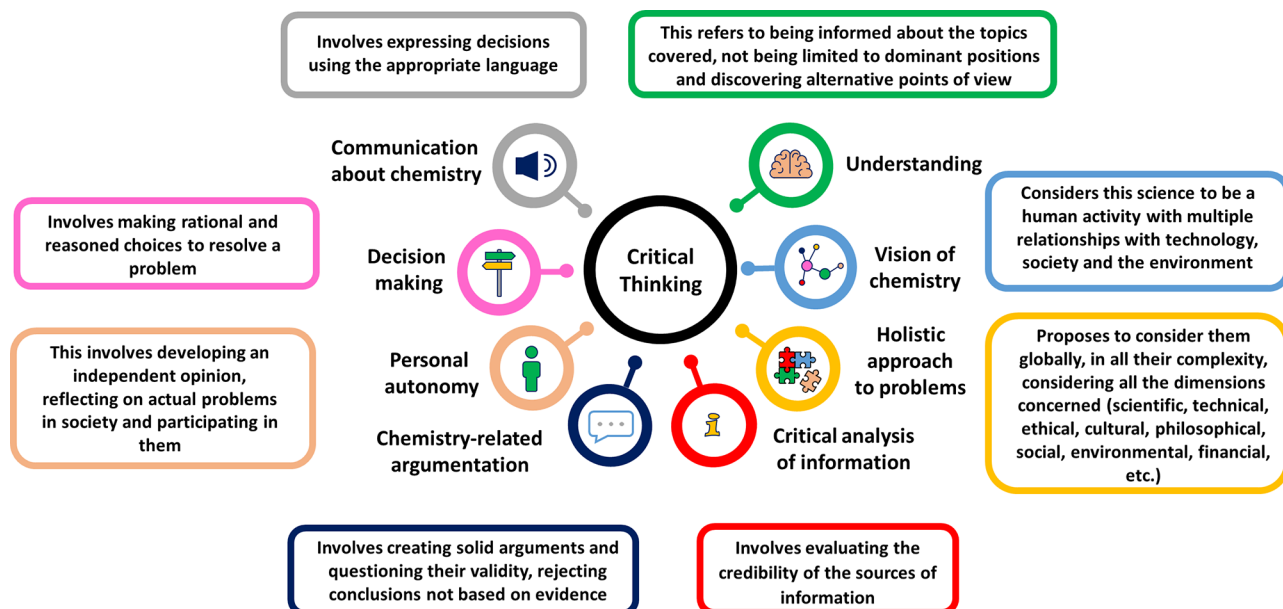 Involves expressing decisions
using the appropriate language
This refers to being informed about the topics
covered, not being limited to dominant positions
and discovering alternative points of view
Communication
about chemistry
Understanding
Involves making rational and
reasoned choices to resolve a
problem
Decision
making
Critical
Thinking
Vision of
chemistry
Considers this science to be a
human activity with multiple
relationships with technology,
society and the environment
This involves developing an
independent opinion,
reflecting on actual problems
in society and participating in
them
Personal
autonomy
Holistic
approach
to problems
Proposes to consider them
globally, in all their complexity,
considering all the dimensions
concerned (scientific, technical,
ethical, cultural, philosophical,
social, environmental, financial,
etc.)
Chemistry-related
argumentation
i
Critical analysis
of information
Involves creating solid arguments and
questioning their validity, rejecting
conclusions not based on evidence
Involves evaluating the
credibility of the sources of
information